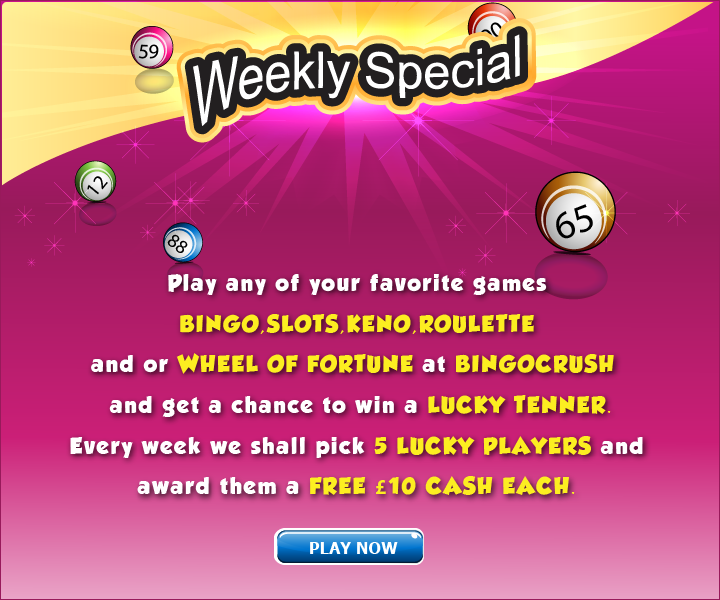 59
Weekly Special
12
65
88
Play any of your favorite games
BINGO,SLOTS,KENO,ROULETTE
and or WHEEL OF FORTUNE at BINGOCRUSH
and get a chance to win a LUCKY TENNER.
Every week we shall pick 5 LUCKY PLAYERS and
award them a FREE £10 CASH EACH.
PLAY NOW